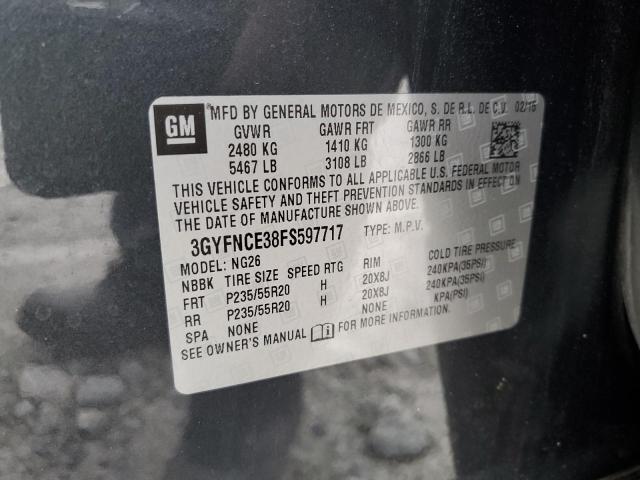 GM MFD BY GENERAL MOTORS DE MEXICO, S. DE R.L. DE C.V. 02/15
GVWR GAWR FRT GAWR RR
2480 KG 1410 KG 1300 KG
5467 LB 3108 LB 2866 LB
THIS VEHICLE CONFORMS TO ALL APPLICABLE U.S. FEDERAL MOTOR
VEHICLE SAFETY AND THEFT PREVENTION STANDARDS IN EFFECT ON
THE DATE OF MANUFACTURE SHOWN ABOVE.
3GYFNCE38FS597717 TYPE: M.P.V.
MODEL: NG26
NBBK TIRE SIZE SPEED RTG RIM COLD TIRE PRESSURE
FRT P235/55R20 H 20X8J 240KPA(35PSI)
RR P235/55R20 H 20X8J 240KPA(35PSI)
SPA NONE NONE KPA(PSI)
SEE OWNER'S MANUAL FOR MORE INFORMATION.